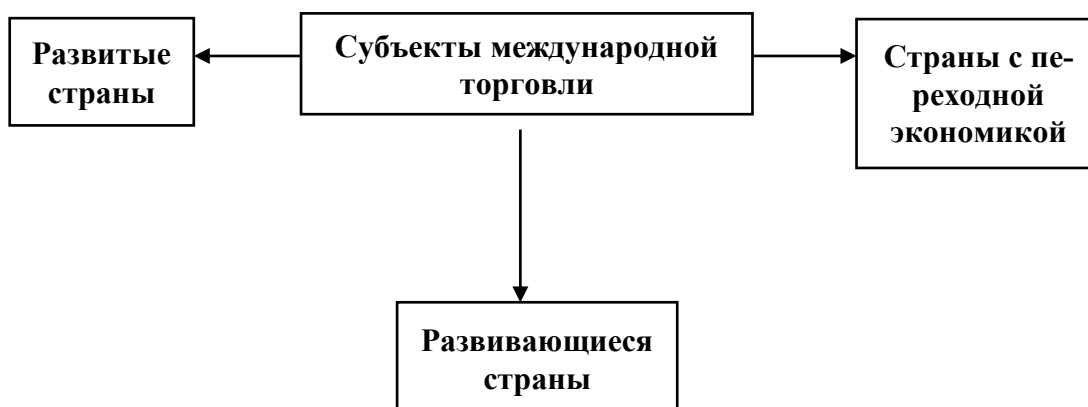 Развитые
страны
Субъекты международной
торговли
Страны с пе-
реходной
экономикой
Развивающиеся
страны